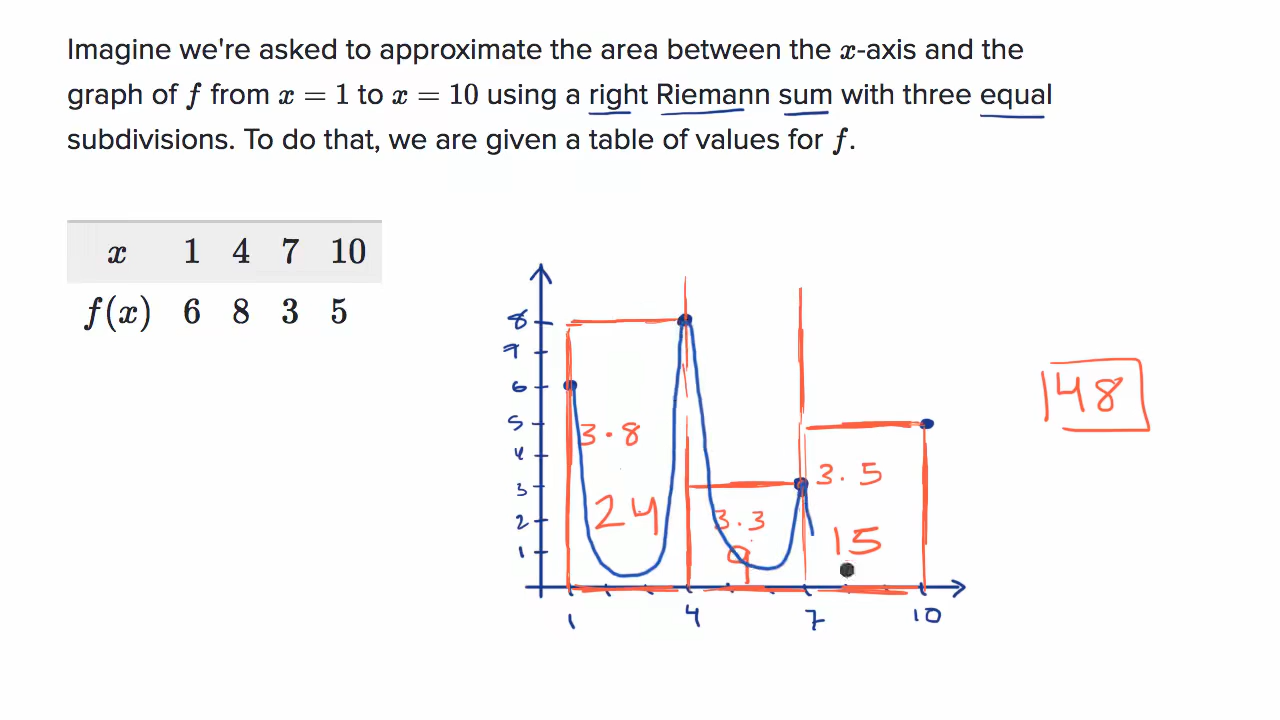 Imagine we're asked to approximate the area between the x-axis and the
graph of f from x = 1 to x = 10 using a right Riemann sum with three equal
subdivisions. To do that, we are given a table of values for f.
x 1 4 7 10
f(x) 6 8 3 5
8
7
6
5
4
3
2
1
3·8
24
3·3
9
3·5
15
48
1 4 7 10